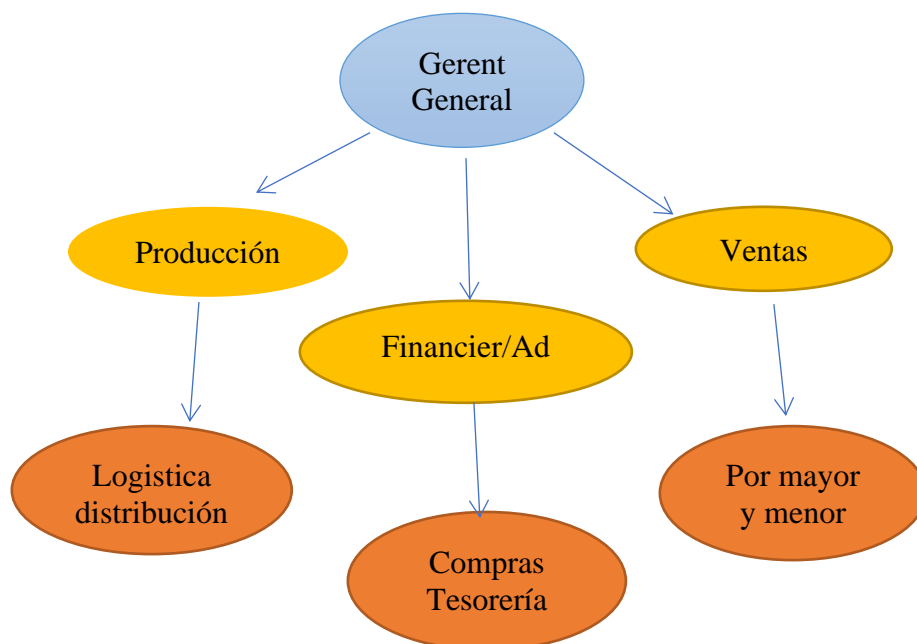 Gerent
General
Producción
Ventas
Financier/Ad
Logistica
distribución
Por mayor
y menor
Compras
Tesorería